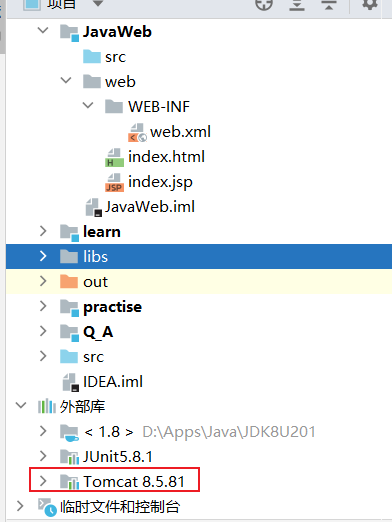 项目
JavaWeb
src
web
WEB-INF
web.xml
index.html
index.jsp
JavaWeb.iml
learn
libs
out
practise
Q_A
src
IDEA.iml
外部库
< 1.8 > D:\Apps\Java\JDK8U201
JUnit5.8.1
Tomcat 8.5.81
临时文件和控制台